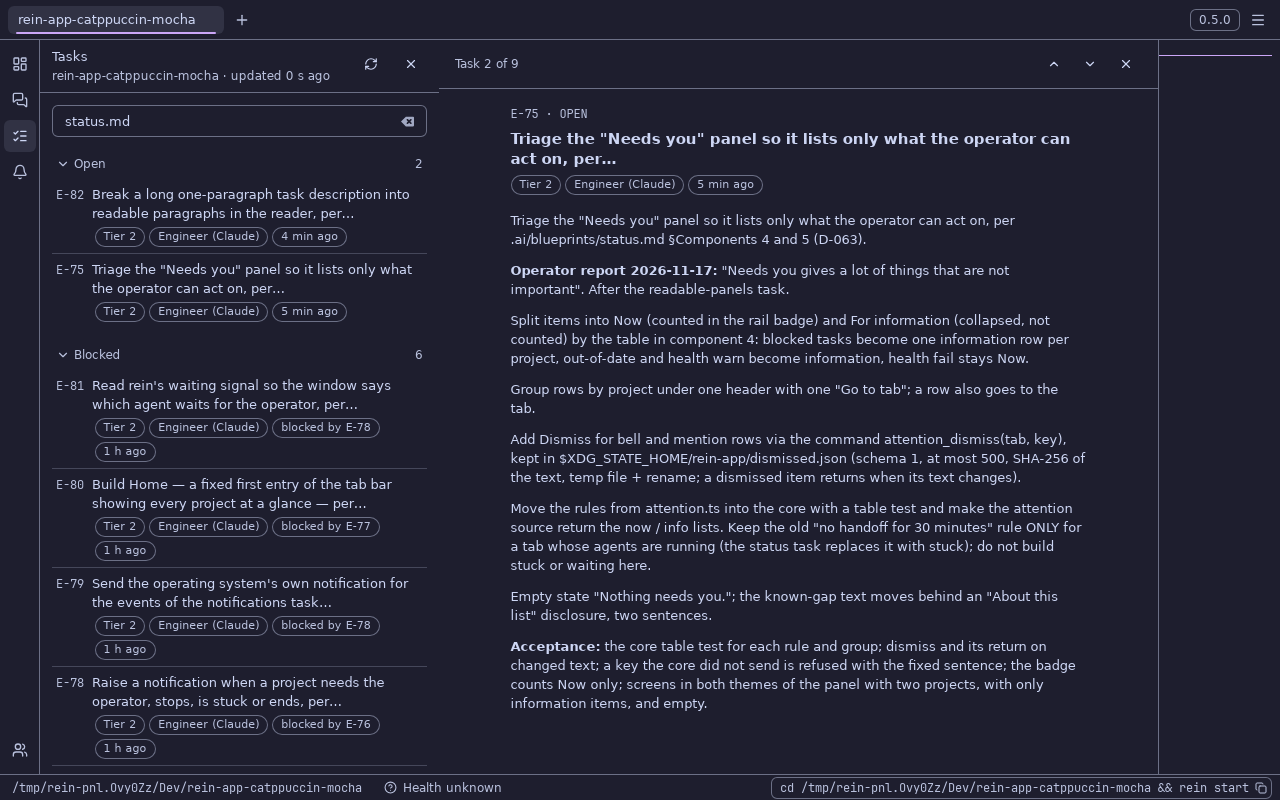 rein-app-catppuccin-mocha
0.5.0
Tasks
rein-app-catppuccin-mocha · updated 0 s ago
status.md
Open 2
E-82 Break a long one-paragraph task description into
readable paragraphs in the reader, per…
Tier 2 Engineer (Claude) 4 min ago
E-75 Triage the "Needs you" panel so it lists only what
the operator can act on, per…
Tier 2 Engineer (Claude) 5 min ago
Blocked 6
E-81 Read rein's waiting signal so the window says
which agent waits for the operator, per…
Tier 2 Engineer (Claude) blocked by E-78
1 h ago
E-80 Build Home — a fixed first entry of the tab bar
showing every project at a glance — per…
Tier 2 Engineer (Claude) blocked by E-77
1 h ago
E-79 Send the operating system's own notification for
the events of the notifications task…
Tier 2 Engineer (Claude) blocked by E-78
1 h ago
E-78 Raise a notification when a project needs the
operator, stops, is stuck or ends, per…
Tier 2 Engineer (Claude) blocked by E-76
1 h ago
Task 2 of 9
E-75 · OPEN
Triage the "Needs you" panel so it lists only what the operator can
act on, per…
Tier 2 Engineer (Claude) 5 min ago
Triage the "Needs you" panel so it lists only what the operator can act on, per
.ai/blueprints/status.md §Components 4 and 5 (D-063).
Operator report 2026-11-17: "Needs you gives a lot of things that are not
important". After the readable-panels task.
Split items into Now (counted in the rail badge) and For information (collapsed, not
counted) by the table in component 4: blocked tasks become one information row per
project, out-of-date and health warn become information, health fail stays Now.
Group rows by project under one header with one "Go to tab"; a row also goes to the
tab.
Add Dismiss for bell and mention rows via the command attention_dismiss(tab, key),
kept in $XDG_STATE_HOME/rein-app/dismissed.json (schema 1, at most 500, SHA-256 of
the text, temp file + rename; a dismissed item returns when its text changes).
Move the rules from attention.ts into the core with a table test and make the attention
source return the now / info lists. Keep the old "no handoff for 30 minutes" rule ONLY for
a tab whose agents are running (the status task replaces it with stuck); do not build
stuck or waiting here.
Empty state "Nothing needs you."; the known-gap text moves behind an "About this
list" disclosure, two sentences.
Acceptance: the core table test for each rule and group; dismiss and its return on
changed text; a key the core did not send is refused with the fixed sentence; the badge
counts Now only; screens in both themes of the panel with two projects, with only
information items, and empty.
/tmp/rein-pnl.Ovy0Zz/Dev/rein-app-catppuccin-mocha
Health unknown
cd /tmp/rein-pnl.Ovy0Zz/Dev/rein-app-catppuccin-mocha && rein start